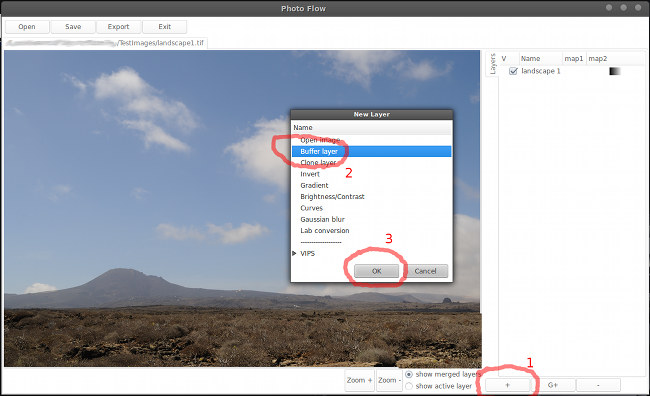 Photo Flow
Open Save Export Exit
/TestImages/landscape1.tif
Layers
V Name map1 map2
landscape 1
New Layer
Name
Open Image
Buffer layer
Clone layer
2
Invert
Gradient
Brightness/Contrast
Curves
Gaussian blur
Lab conversion
--------------------
3
VIPS
OK Cancel
1
Zoom + Zoom - show merged layers
show active layer
+ G+ -